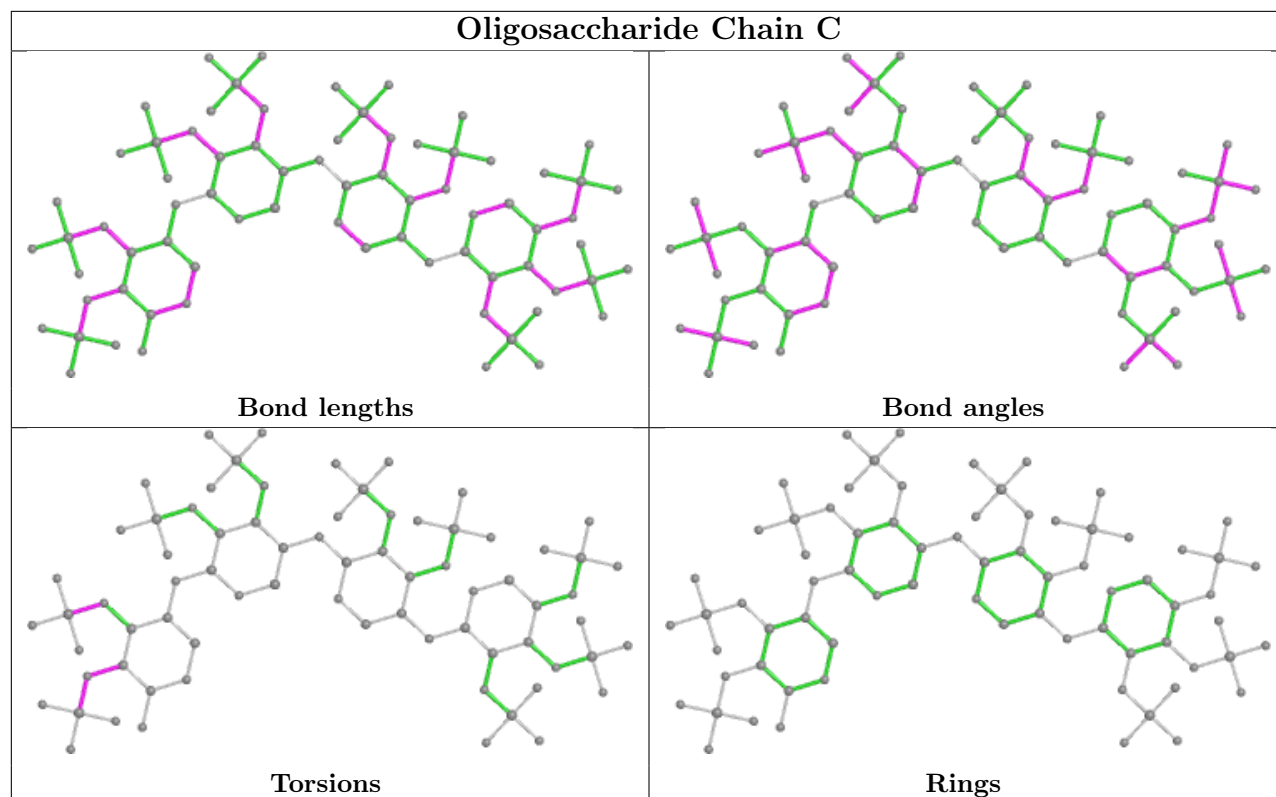 Oligosaccharide Chain C
Bond lengths
Bond angles
Torsions
Rings